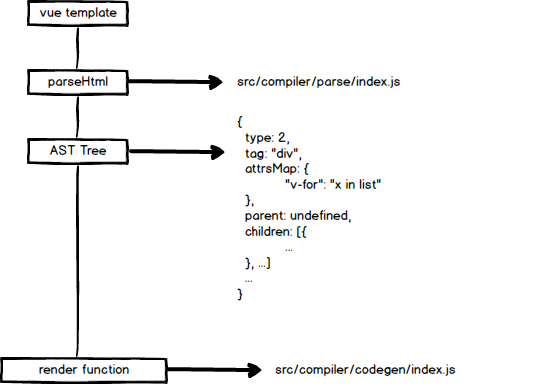 vue template
parseHtml
src/compiler/parse/index.js
AST Tree
{
type: 2,
tag: "div",
attrsMap: {
"v-for": "x in list"
},
parent: undefined,
children: [{
...
}, ...]
...
}
render function
src/compiler/codegen/index.js